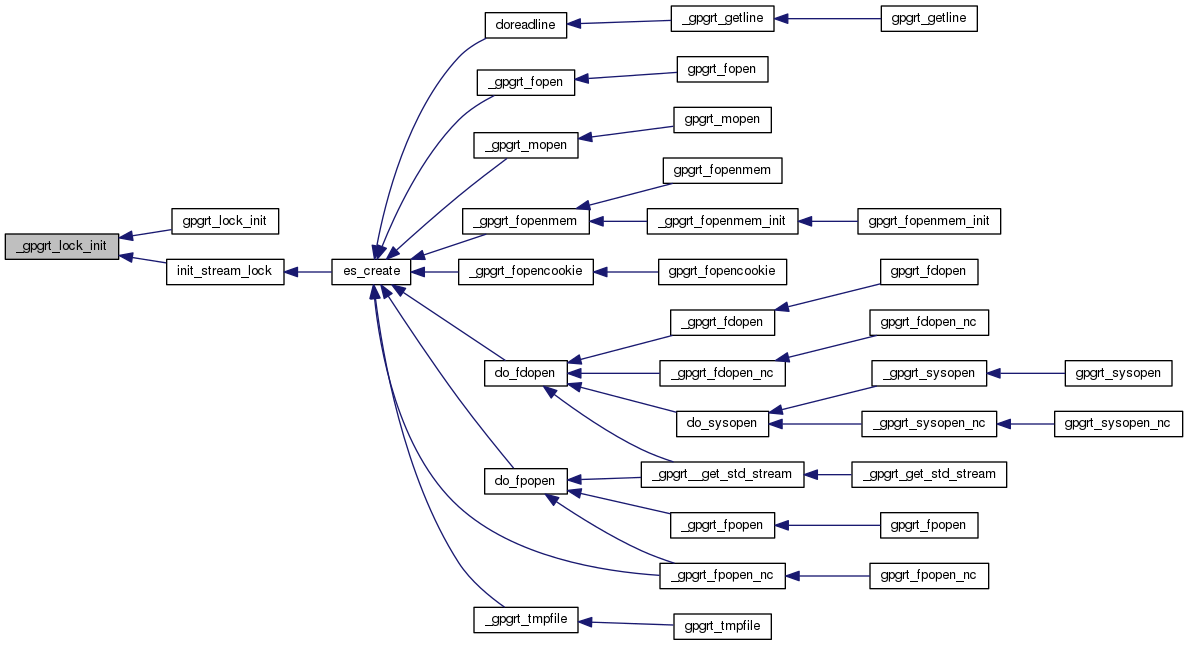 doreadline
_gpgrt_getline
gpgrt_getline
_gpgrt_fopen
gpgrt_fopen
_gpgrt_mopen
gpgrt_mopen
gpgrt_fopenmem
gpgrt_lock_init
_gpgrt_fopenmem
_gpgrt_fopenmem_init
gpgrt_fopenmem_init
_gpgrt_lock_init
init_stream_lock
es_create
_gpgrt_fopencookie
gpgrt_fopencookie
gpgrt_fdopen
_gpgrt_fdopen
gpgrt_fdopen_nc
do_fdopen
_gpgrt_fdopen_nc
_gpgrt_sysopen
gpgrt_sysopen
do_sysopen
_gpgrt_sysopen_nc
gpgrt_sysopen_nc
do_fpopen
_gpgrt__get_std_stream
_gpgrt_get_std_stream
_gpgrt_fpopen
gpgrt_fpopen
_gpgrt_fpopen_nc
gpgrt_fpopen_nc
_gpgrt_tmpfile
gpgrt_tmpfile